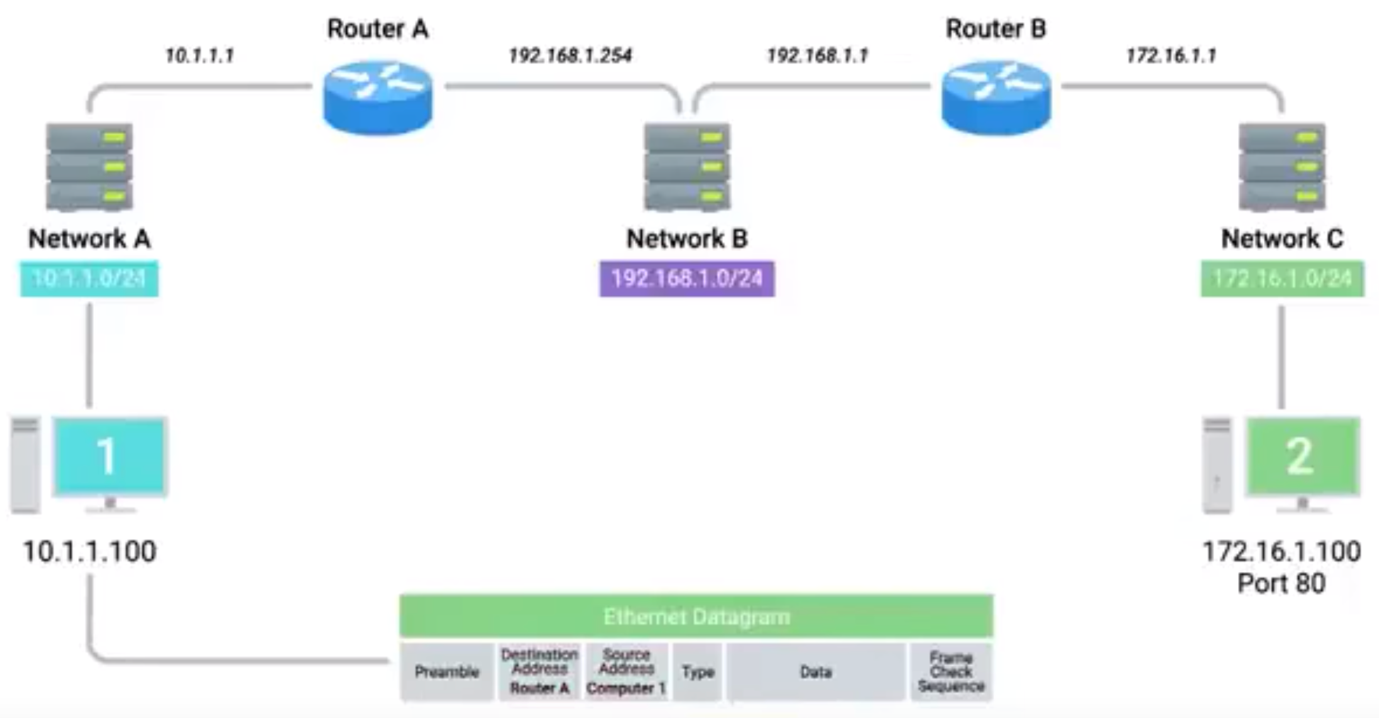 Router A
Router B
10.1.1.1
192.168.1.254
192.168.1.1
172.16.1.1
Network A
Network B
Network C
10.1.1.0/24
192.168.1.0/24
172.16.1.0/24
1
2
10.1.1.100
172.16.1.100
Port 80
Ethernet Datagram
Preamble
Destination
Address
Router A
Source
Address
Computer 1
Type
Data
Frame
Check
Sequence